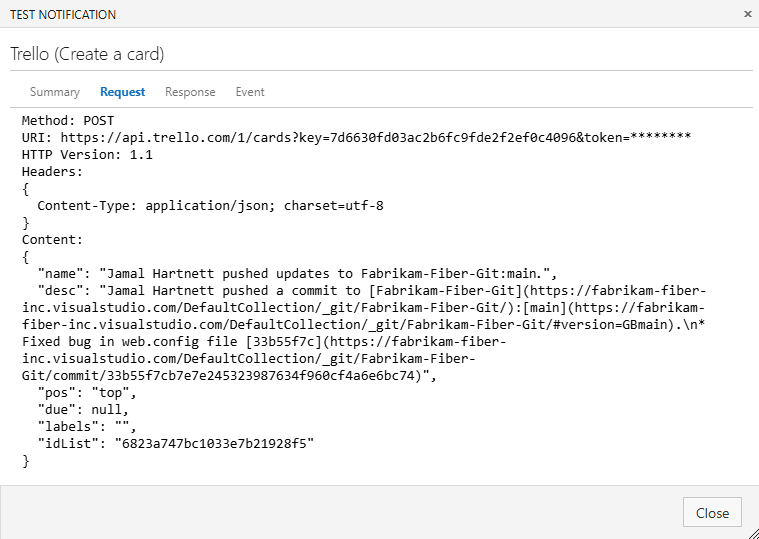 TEST NOTIFICATION ×
Trello (Create a card)
Summary Request Response Event
Method: POST
URI: https://api.trello.com/1/cards?key=7d6630fd03ac2b6fc9fde2f2ef0c4096&token=********
HTTP Version: 1.1
Headers:
{
  Content-Type: application/json; charset=utf-8
}
Content:
{
  "name": "Jamal Hartnett pushed updates to Fabrikam-Fiber-Git:main.",
  "desc": "Jamal Hartnett pushed a commit to [Fabrikam-Fiber-Git](https://fabrikam-fiber-
inc.visualstudio.com/DefaultCollection/_git/Fabrikam-Fiber-Git/):[main](https://fabrikam-
fiber-inc.visualstudio.com/DefaultCollection/_git/Fabrikam-Fiber-Git/#version=GBmain).\n*
Fixed bug in web.config file [33b55f7c](https://fabrikam-fiber-
inc.visualstudio.com/DefaultCollection/_git/Fabrikam-Fiber-
Git/commit/33b55f7cb7e7e245323987634f960cf4a6e6bc74)",
  "pos": "top",
  "due": null,
  "labels": "",
  "idList": "6823a747bc1033e7b21928f5"
}
Close